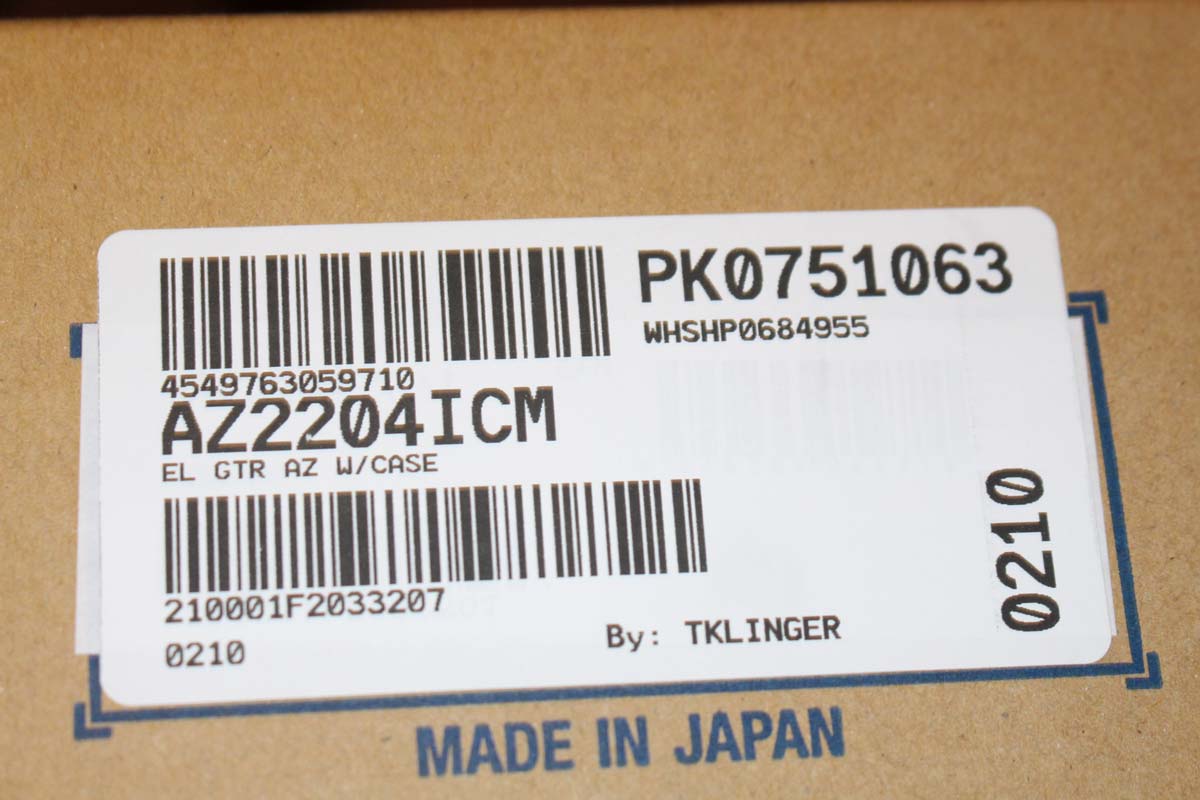 PK0751063
WHSHP0684955
4549763059710
AZ2204ICM
EL GTR AZ W/CASE
210001F2033207
0210
By: TKLINGER
0210
MADE IN JAPAN